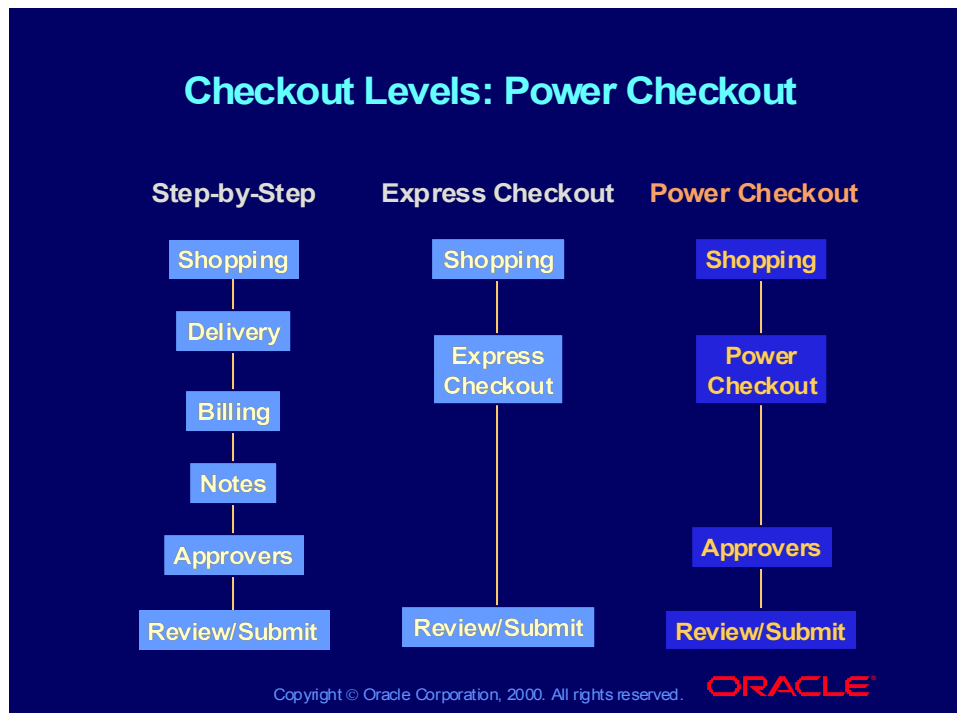 Checkout Levels: Power Checkout
Step-by-Step
Shopping
Delivery
Billing
Notes
Approvers
Review/Submit
Express Checkout
Shopping
Express
Checkout
Review/Submit
Power Checkout
Shopping
Power
Checkout
Approvers
Review/Submit
Copyright © Oracle Corporation, 2000. All rights reserved.
ORACLE®